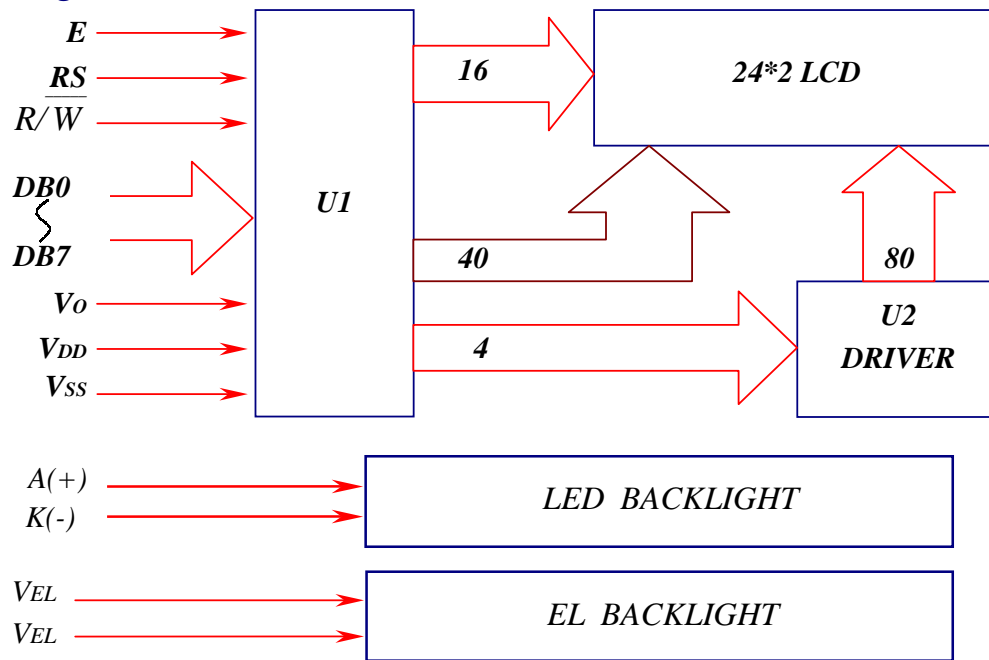 E
RS
R/W̅
DB0
DB7
VO
VDD
VSS
U1
16
40
4
24*2 LCD
80
U2
DRIVER
A(+)
K(-)
LED BACKLIGHT
VEL
VEL
EL BACKLIGHT